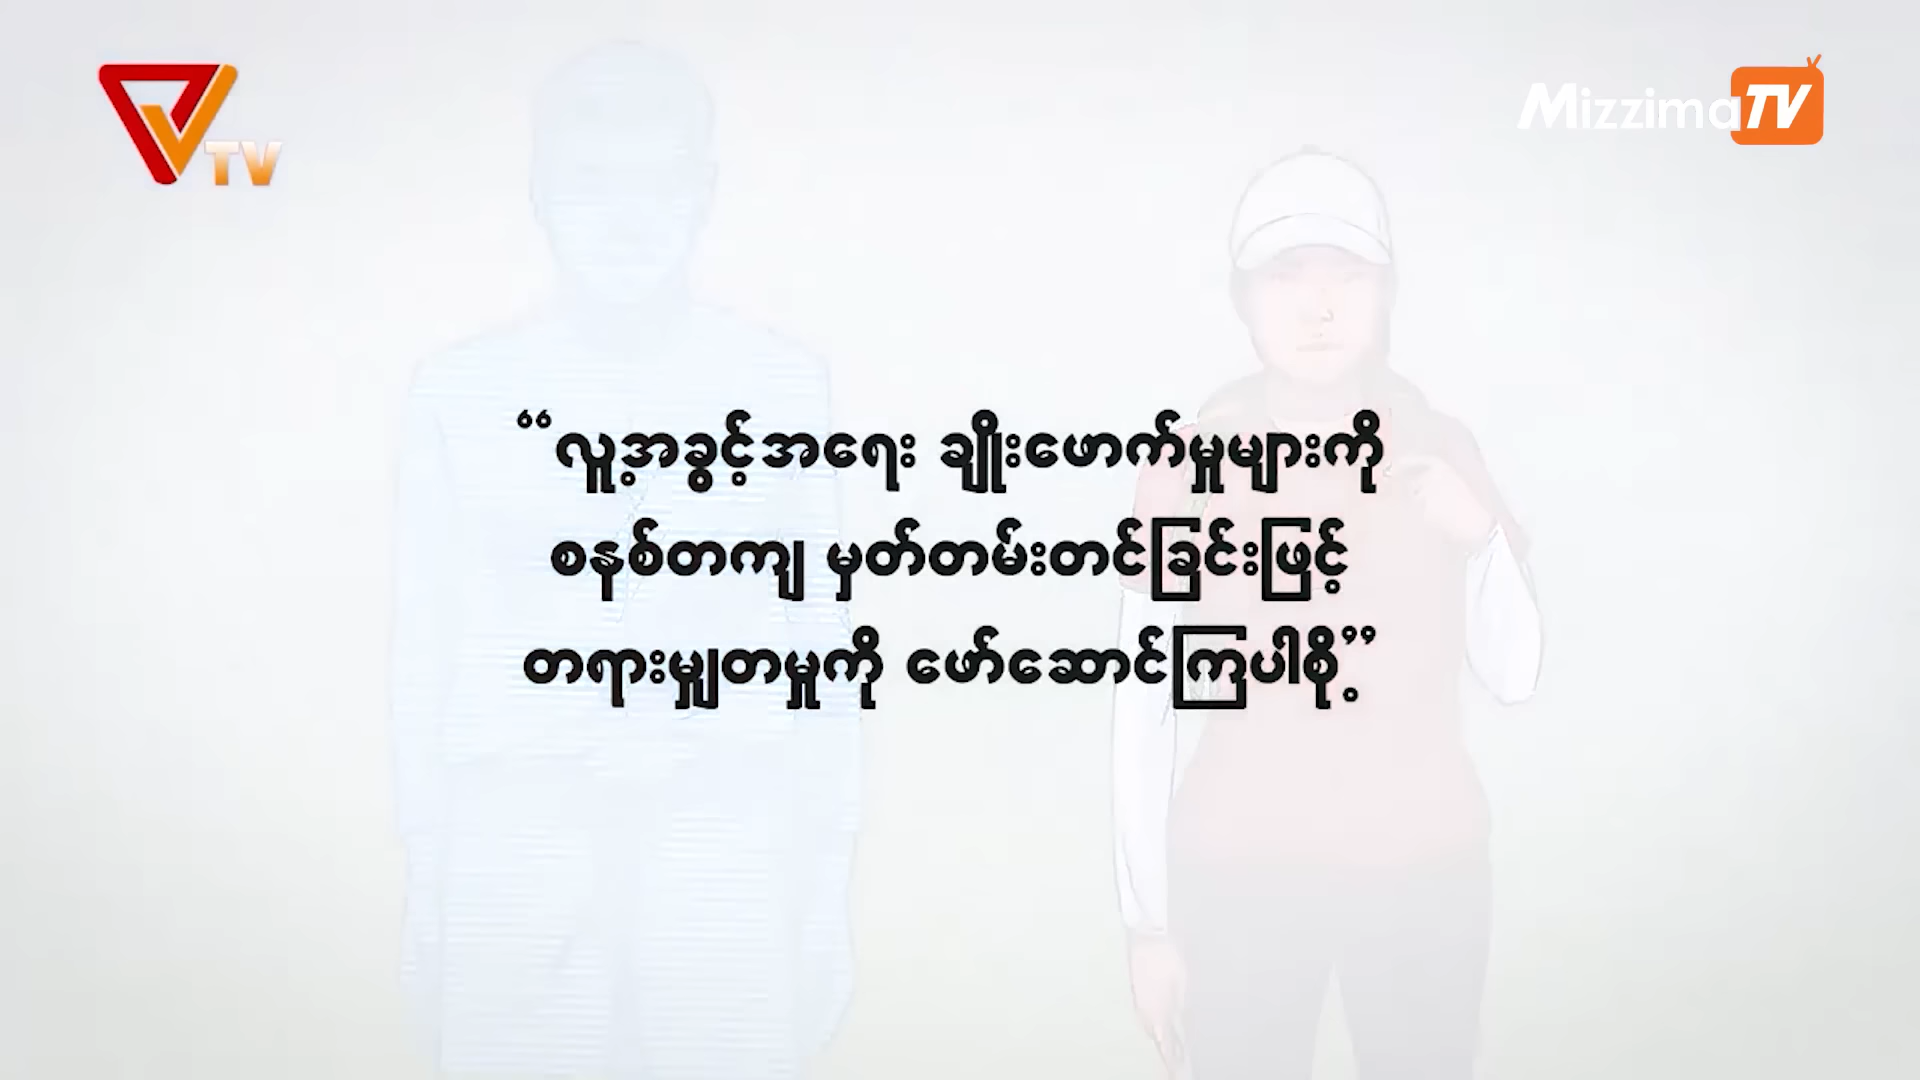 TV
MizzimaTV
“လူ့အခွင့်အရေး ချိုးဖောက်မှုများကို
စနစ်တကျ မှတ်တမ်းတင်ခြင်းဖြင့်
တရားမျှတမှုကို ဖော်ဆောင်ကြပါစို့”